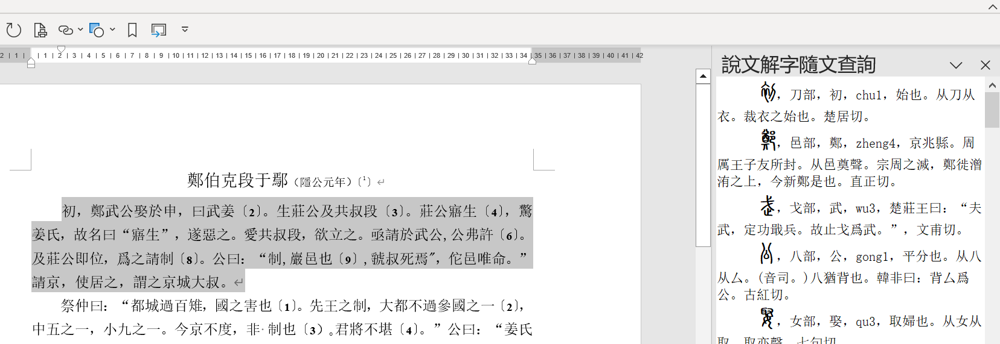 2 1 1 2 3 4 5 6 7 8 9 10 11 12 13 14 15 16 17 18 19 20 21 22 23 24 25 26 27 28 29 30 31 32 33 34 35 36 37 38 39 40 41 42
鄭伯克段于鄢（隱公元年）〔1〕↵
初，鄭武公娶於申，曰武姜〔2〕。生莊公及共叔段〔3〕。莊公寤生〔4〕，驚
姜氏，故名曰“寤生”，遂惡之。愛共叔段，欲立之。亟請於武公,公弗許〔6〕。
及莊公即位，爲之請制〔8〕。公曰：“制,巖邑也〔9〕,虢叔死焉"，佗邑唯命。”
請京，使居之，謂之京城大叔。↵
祭仲曰：“都城過百雉，國之害也〔1〕。先王之制，大都不過參國之一〔2〕，
中五之一，小九之一。今京不度，非·制也〔3）。君將不堪〔4〕。”公曰：“姜氏
說文解字隨文查詢
，刀部，初，chu1，始也。从刀从
衣。裁衣之始也。楚居切。
，邑部，鄭，zheng4，京兆縣。周
厲王子友所封。从邑奠聲。宗周之滅，鄭徙潧
洧之上，今新鄭是也。直正切。
，戈部，武，wu3，楚莊王曰：“夫
武，定功戢兵。故止戈爲武。”，文甫切。
，八部，公，gong1，平分也。从八
从厶。(音司。)八猶背也。韓非曰：背厶爲
公。古紅切。
，女部，娶，qu3，取婦也。从女从
取，取亦聲。七句切